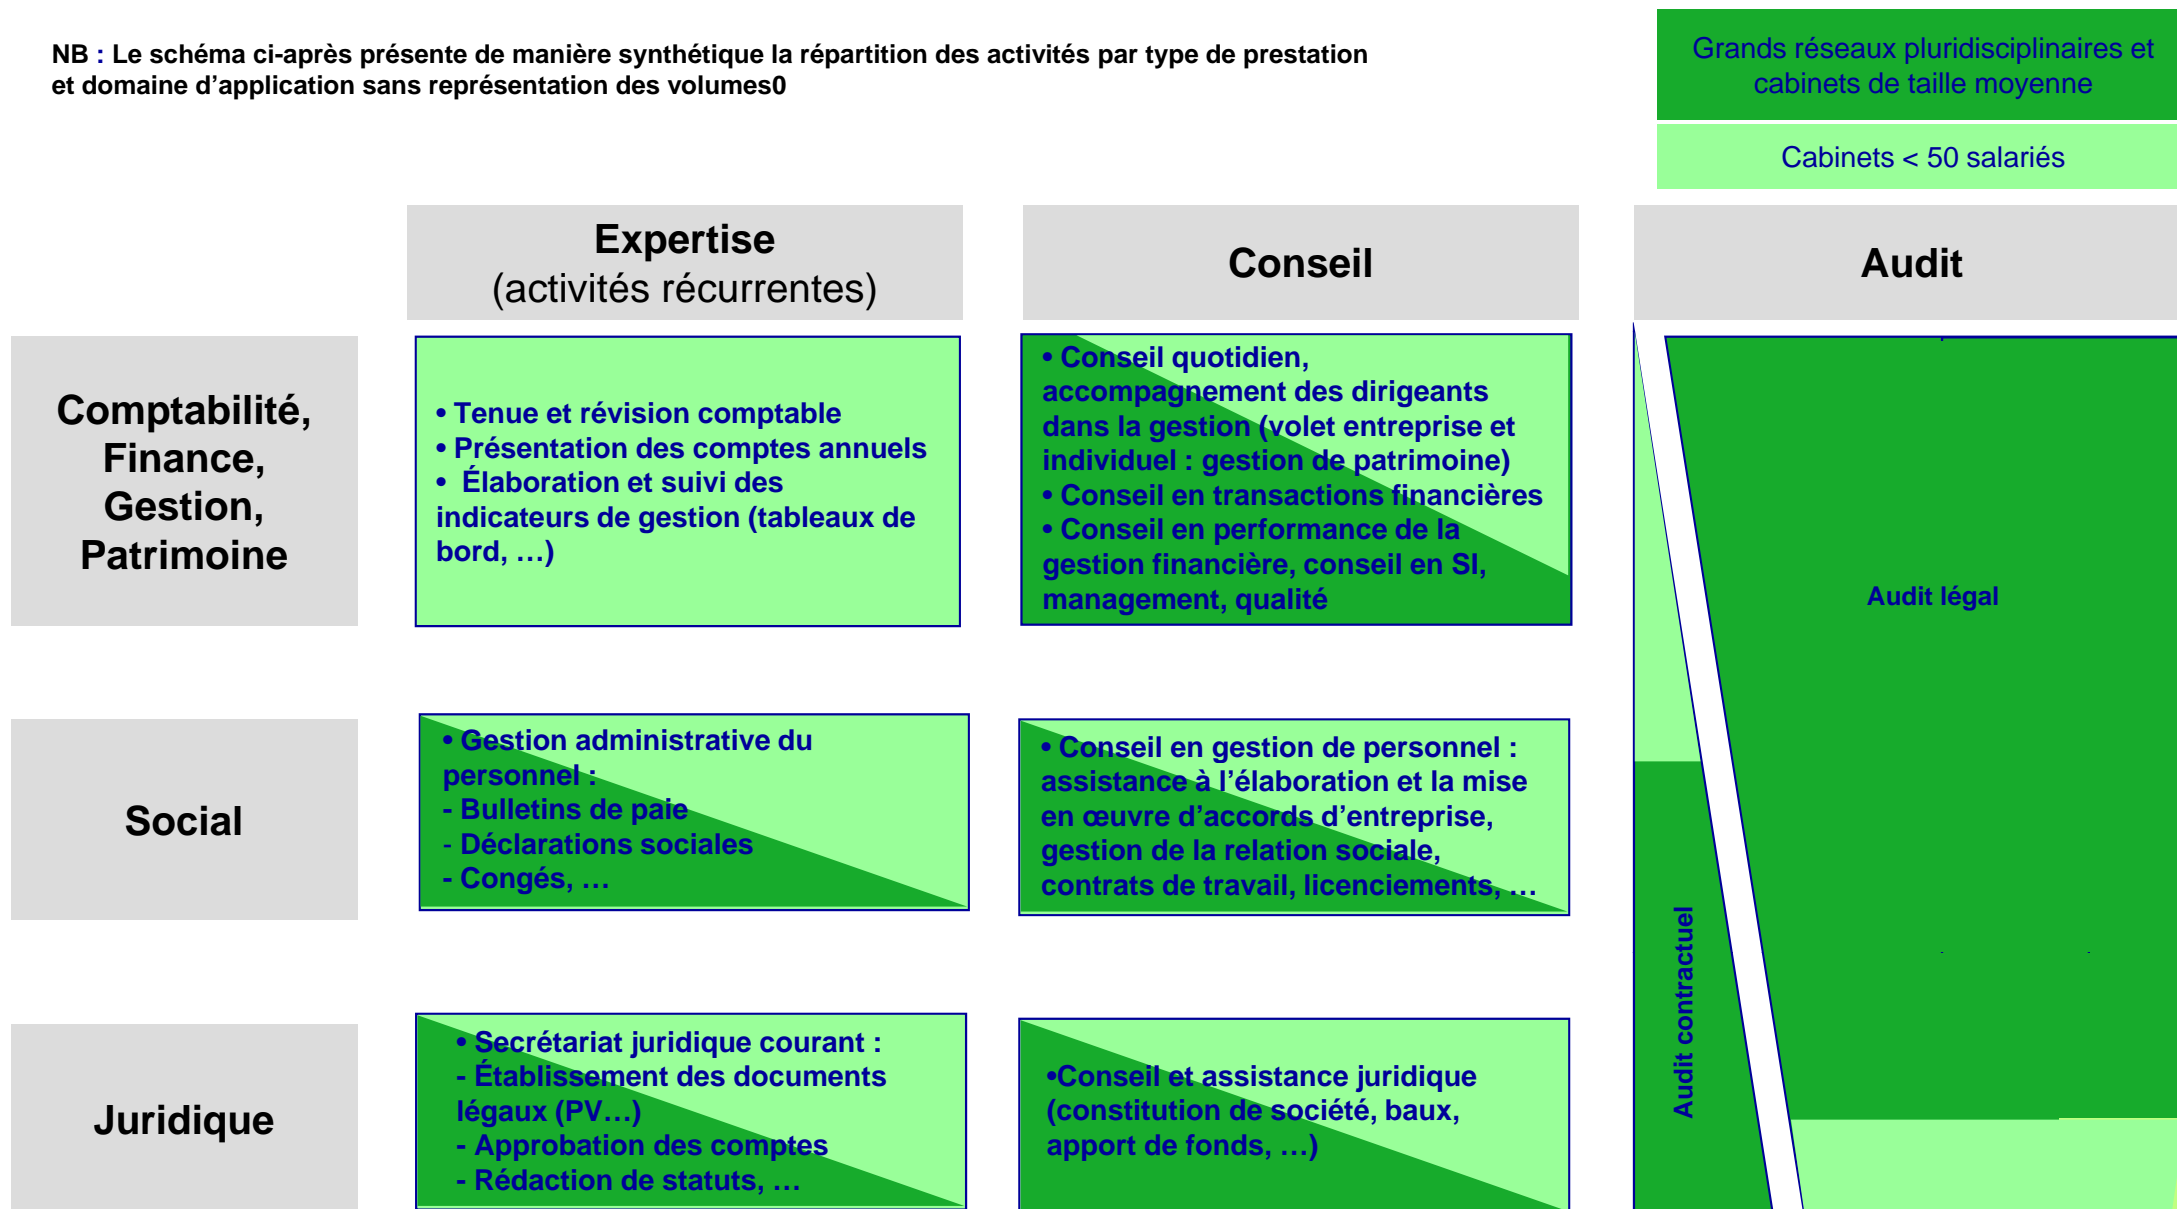 NB : Le schéma ci-après présente de manière synthétique la répartition des activités par type de prestation
et domaine d’application sans représentation des volumes0
Grands réseaux pluridisciplinaires et
cabinets de taille moyenne
Cabinets < 50 salariés
Expertise
(activités récurrentes)
Conseil
Audit
Comptabilité,
Finance,
Gestion,
Patrimoine
• Tenue et révision comptable
• Présentation des comptes annuels
• Élaboration et suivi des
indicateurs de gestion (tableaux de
bord, …)
• Conseil quotidien,
accompagnement des dirigeants
dans la gestion (volet entreprise et
individuel : gestion de patrimoine)
• Conseil en transactions financières
• Conseil en performance de la
gestion financière, conseil en SI,
management, qualité
Audit légal
Social
• Gestion administrative du
personnel :
- Bulletins de paie
- Déclarations sociales
- Congés, …
• Conseil en gestion de personnel :
assistance à l’élaboration et la mise
en œuvre d’accords d’entreprise,
gestion de la relation sociale,
contrats de travail, licenciements, …
Audit contractuel
Juridique
• Secrétariat juridique courant :
- Établissement des documents
légaux (PV…)
- Approbation des comptes
- Rédaction de statuts, …
•Conseil et assistance juridique
(constitution de société, baux,
apport de fonds, …)